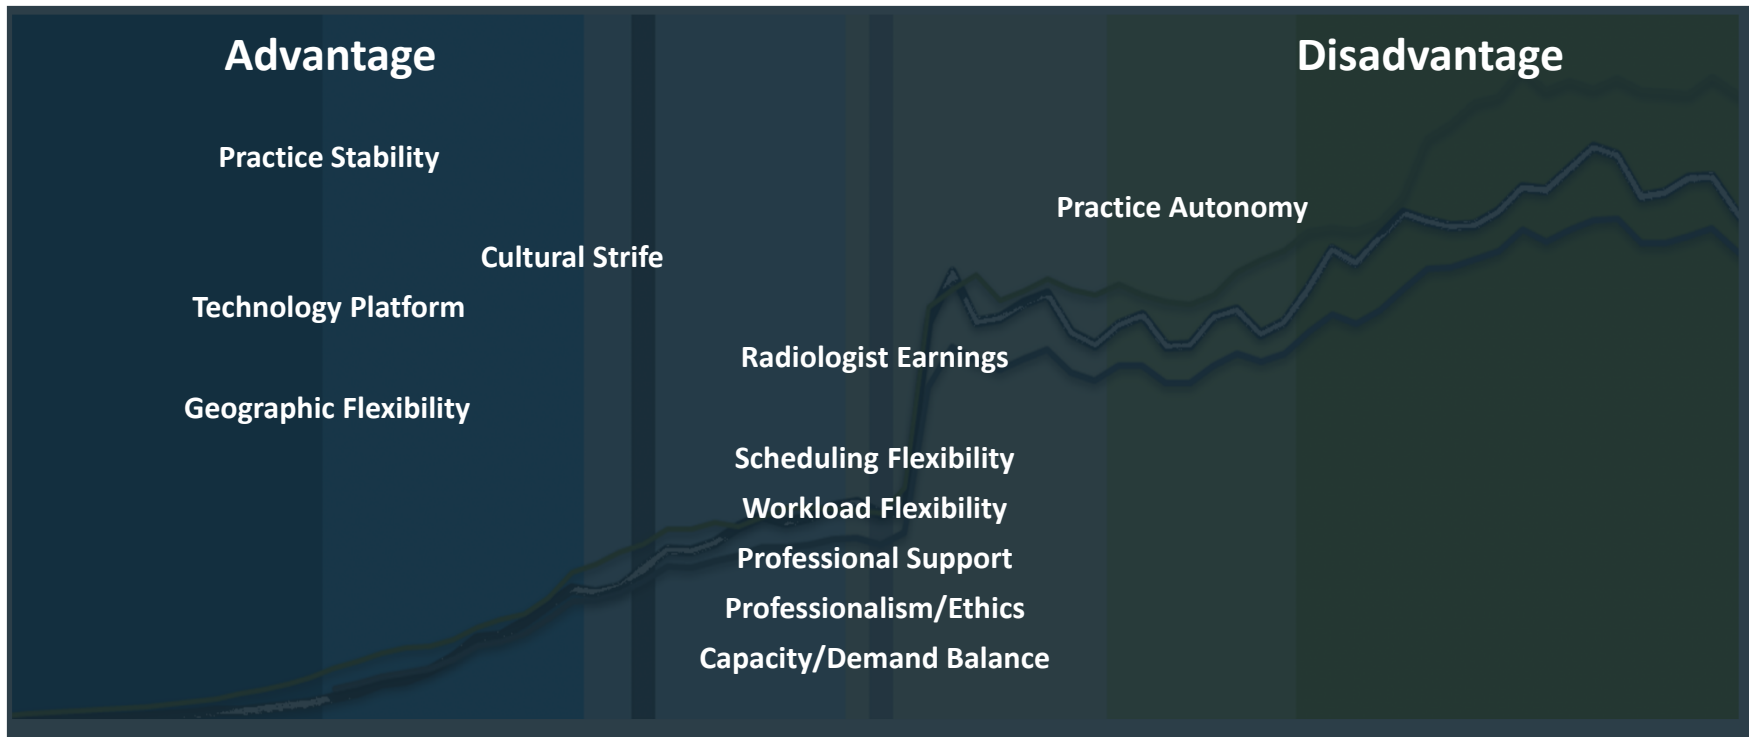 Advantage
Disadvantage
Practice Stability
Practice Autonomy
Cultural Strife
Technology Platform
Radiologist Earnings
Geographic Flexibility
Scheduling Flexibility
Workload Flexibility
Professional Support
Professionalism/Ethics
Capacity/Demand Balance